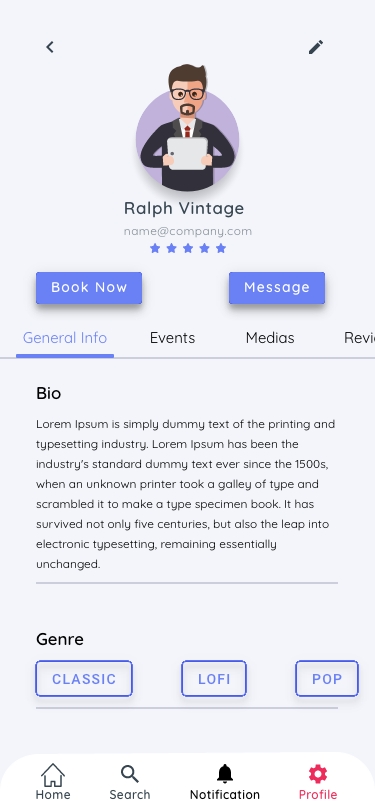 Ralph Vintage
name@company.com
Book Now Message
General Info Events Medias Revi
Bio
Lorem Ipsum is simply dummy text of the printing and
typesetting industry. Lorem Ipsum has been the
industry's standard dummy text ever since the 1500s,
when an unknown printer took a galley of type and
scrambled it to make a type specimen book. It has
survived not only five centuries, but also the leap into
electronic typesetting, remaining essentially
unchanged.
Genre
CLASSIC LOFI POP
Home Search Notification Profile